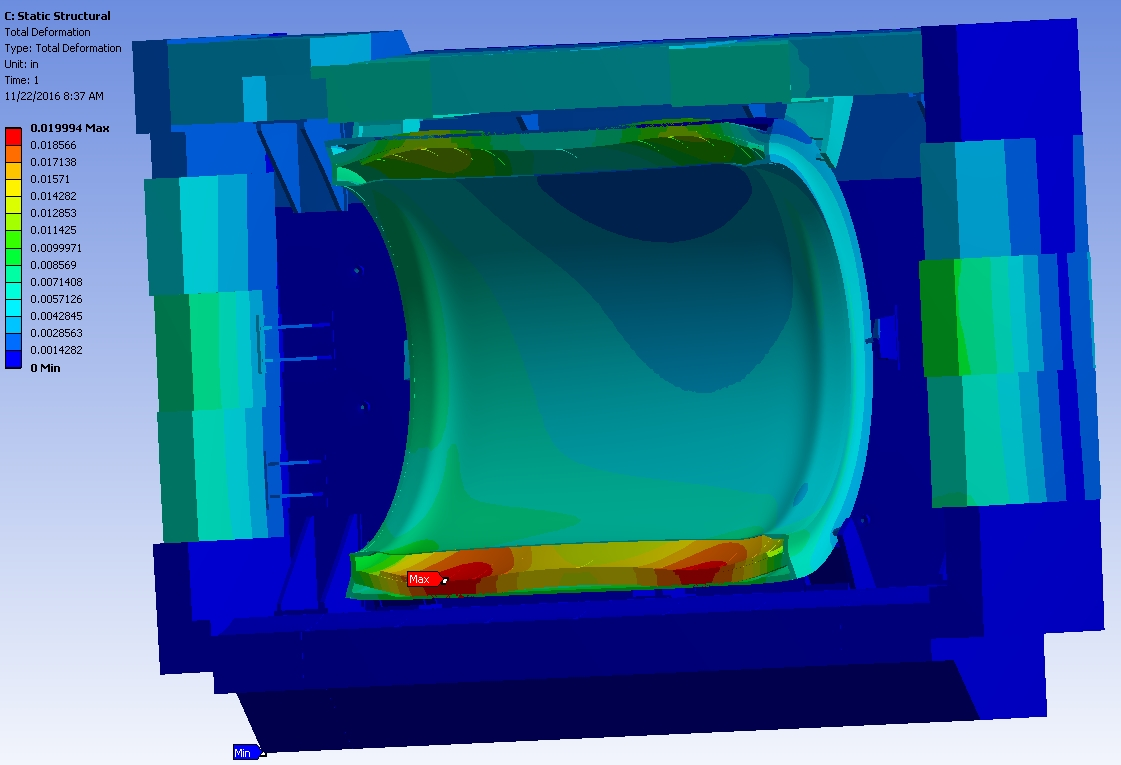 C: Static Structural
Total Deformation
Type: Total Deformation
Unit: in
Time: 1
11/22/2016 8:37 AM
0.019994 Max
0.018566
0.017138
0.01571
0.014282
0.012853
0.011425
0.0099971
0.008569
0.0071408
0.0057126
0.0042845
0.0028563
0.0014282
0 Min
Max
Min